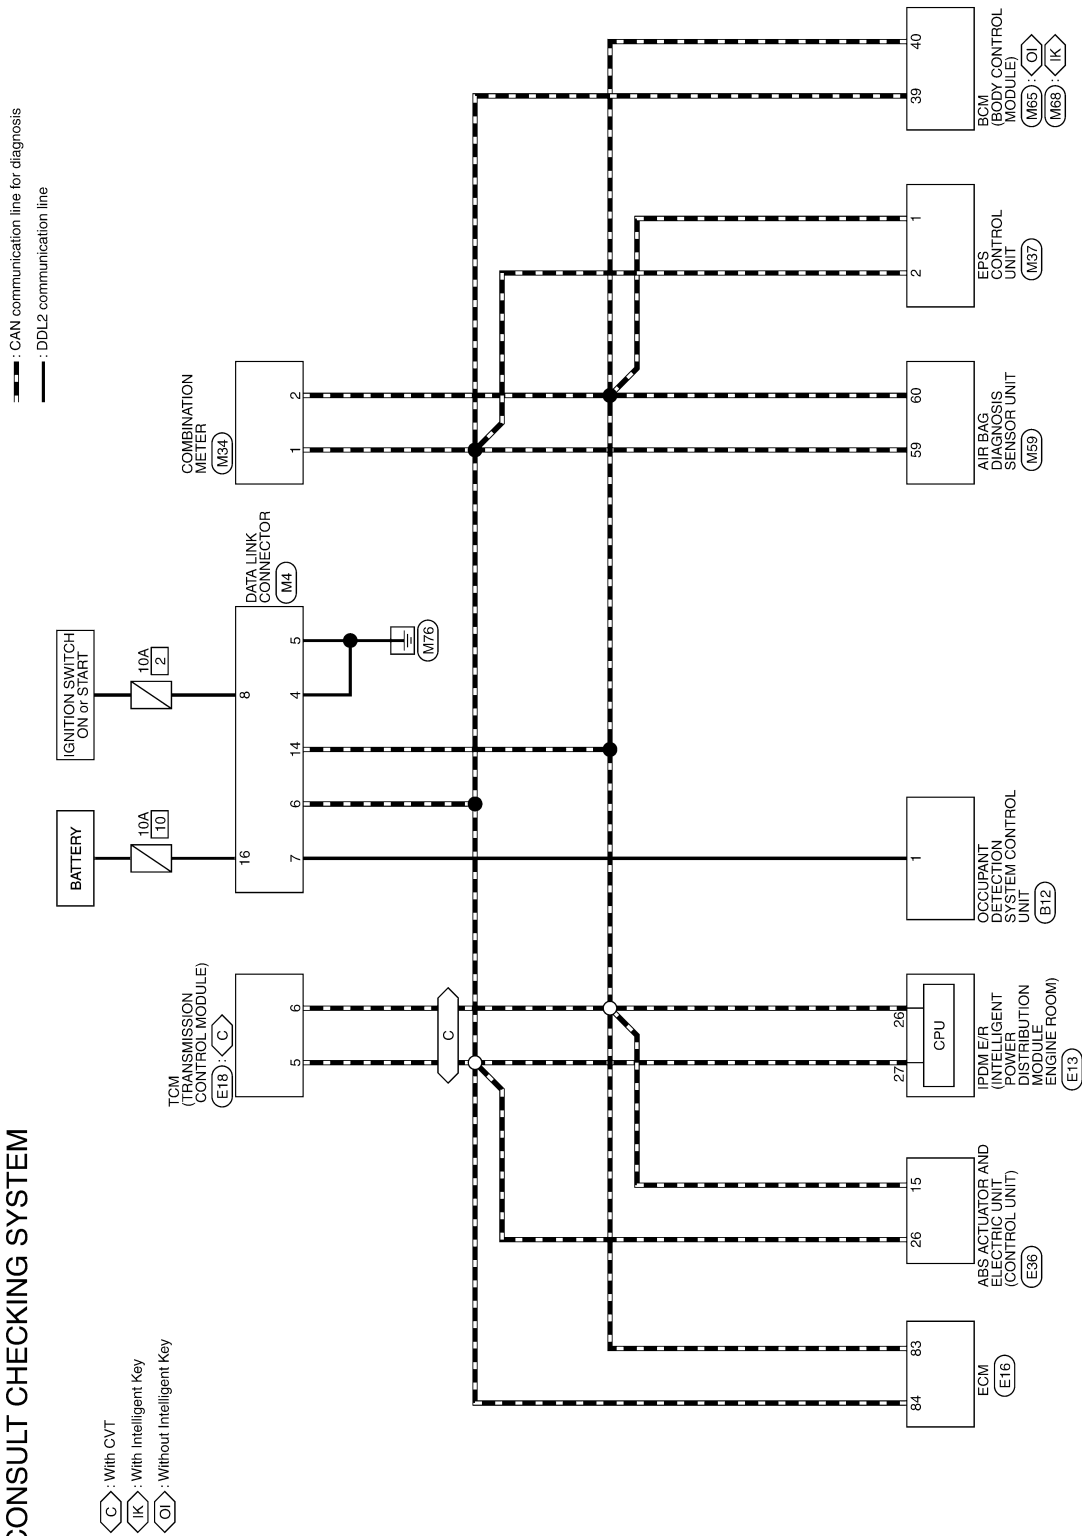 CONSULT CHECKING SYSTEM
C : With CVT
IK : With Intelligent Key
OI : Without Intelligent Key
: CAN communication line for diagnosis
: DDL2 communication line
BATTERY
10A
10
IGNITION SWITCH
ON or START
10A
2
TCM
(TRANSMISSION
CONTROL MODULE)
E18 : C
5
6
16
8
7
6
14
4
5
DATA LINK
CONNECTOR
M4
M76
COMBINATION
METER
M34
1
2
C
84
83
ECM
E16
26
15
ABS ACTUATOR AND
ELECTRIC UNIT
(CONTROL UNIT)
E36
27
26
CPU
IPDM E/R
(INTELLIGENT
POWER
DISTRIBUTION
MODULE
ENGINE ROOM)
E13
1
OCCUPANT
DETECTION
SYSTEM CONTROL
UNIT
B12
59
60
AIR BAG
DIAGNOSIS
SENSOR UNIT
M59
2
1
EPS
CONTROL
UNIT
M37
39
40
BCM
(BODY CONTROL
MODULE)
M65 : OI
M68 : IK